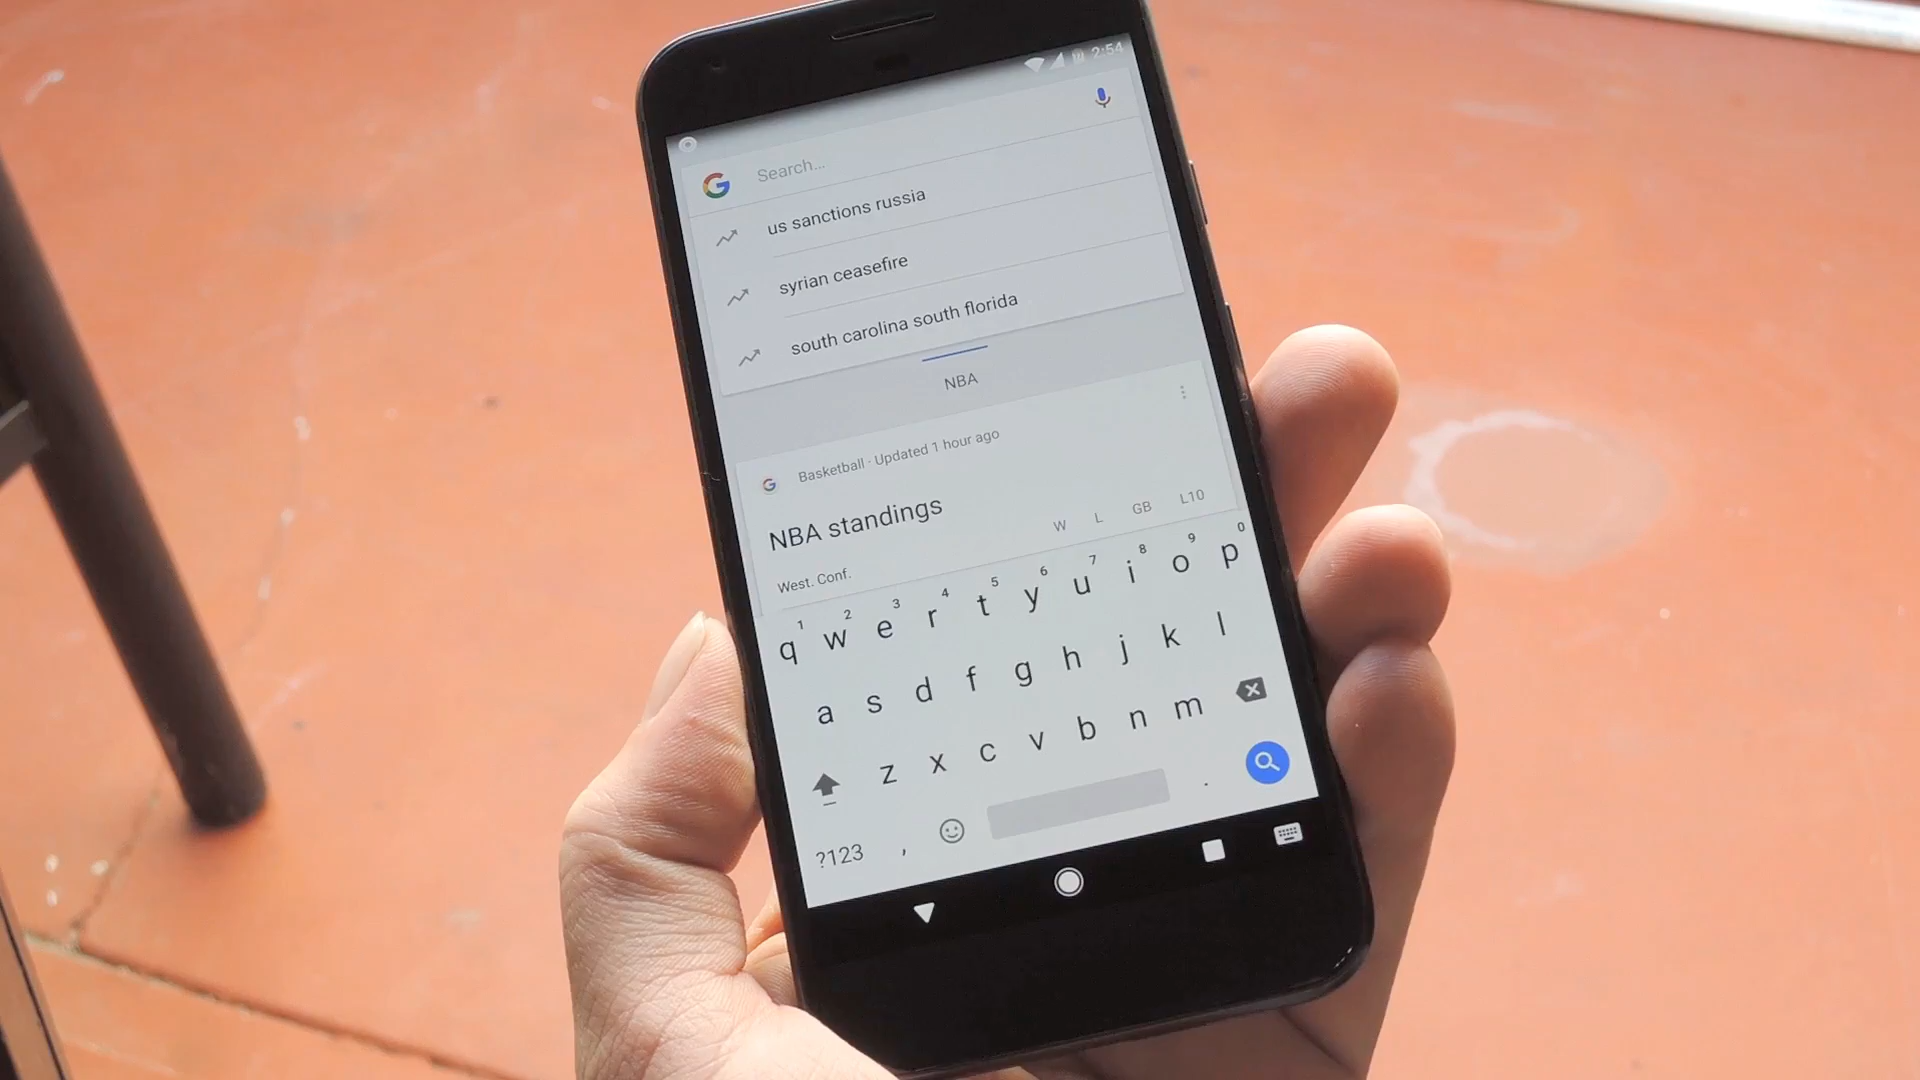 2:54
Search...
us sanctions russia
syrian ceasefire
south carolina south florida
NBA
Basketball · Updated 1 hour ago
NBA standings
West. Conf. W L GB L10
1 2 3 4 5 6 7 8 9 0
q w e r t y u i o p
a s d f g h j k l
z x c v b n m
?123 , .